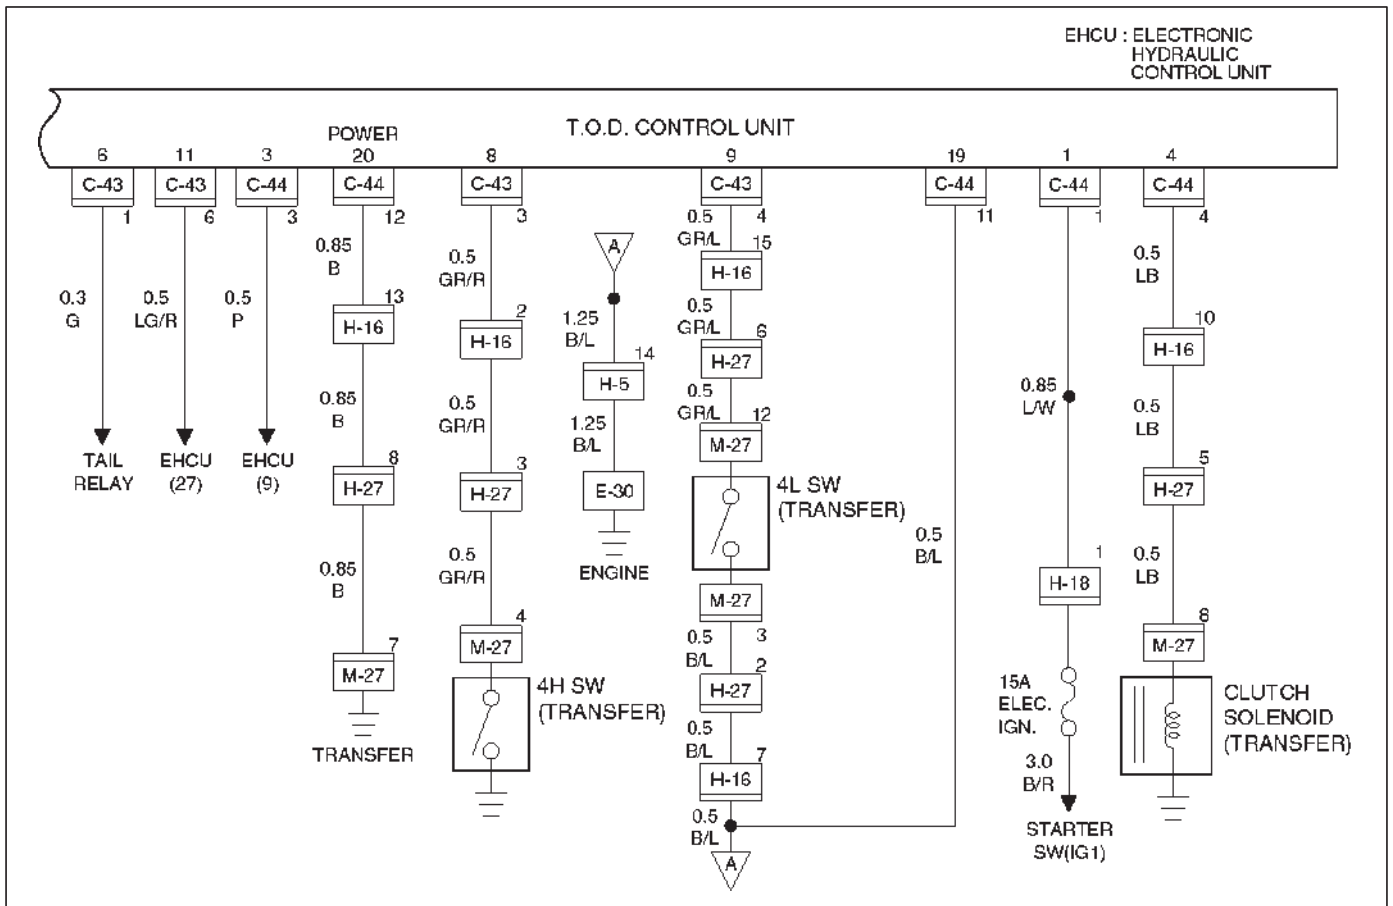 EHCU : ELECTRONIC
HYDRAULIC
CONTROL UNIT
T.O.D. CONTROL UNIT
POWER
6 11 3 20 8 9 19 1 4
C-43 C-43 C-44 C-44 C-43 C-43 C-44 C-44 C-44
1 6 3 12 3 4 11 1 4
0.3
G
TAIL
RELAY
0.5
LG/R
EHCU
(27)
0.5
P
EHCU
(9)
0.85
B
13
H-16
0.85
B
8
H-27
0.85
B
7
M-27
TRANSFER
0.5
GR/R
2
H-16
0.5
GR/R
3
H-27
0.5
GR/R
4
M-27
4H SW
(TRANSFER)
A
1.25
B/L
14
H-5
1.25
B/L
E-30
ENGINE
0.5
GR/L
15
H-16
0.5
GR/L
6
H-27
0.5
GR/L
12
M-27
4L SW
(TRANSFER)
M-27
3
0.5
B/L
2
H-27
0.5
B/L
7
H-16
0.5
B/L
A
0.5
B/L
0.85
L/W
1
H-18
15A
ELEC.
IGN.
3.0
B/R
STARTER
SW(IG1)
0.5
LB
10
H-16
0.5
LB
5
H-27
0.5
LB
8
M-27
CLUTCH
SOLENOID
(TRANSFER)